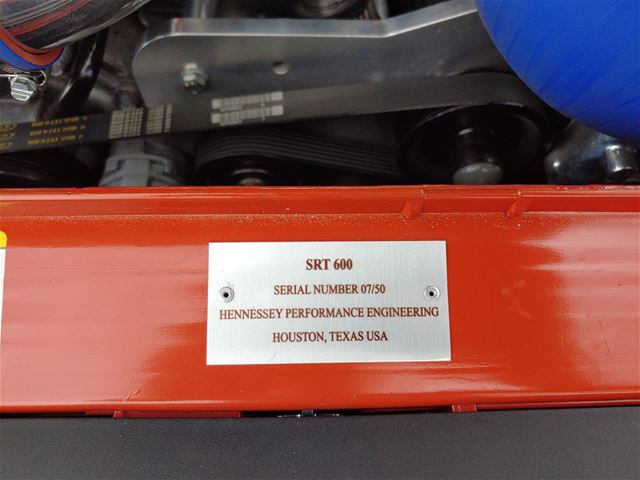 SRT 600
SERIAL NUMBER 07/50
HENNESSEY PERFORMANCE ENGINEERING
HOUSTON, TEXAS USA